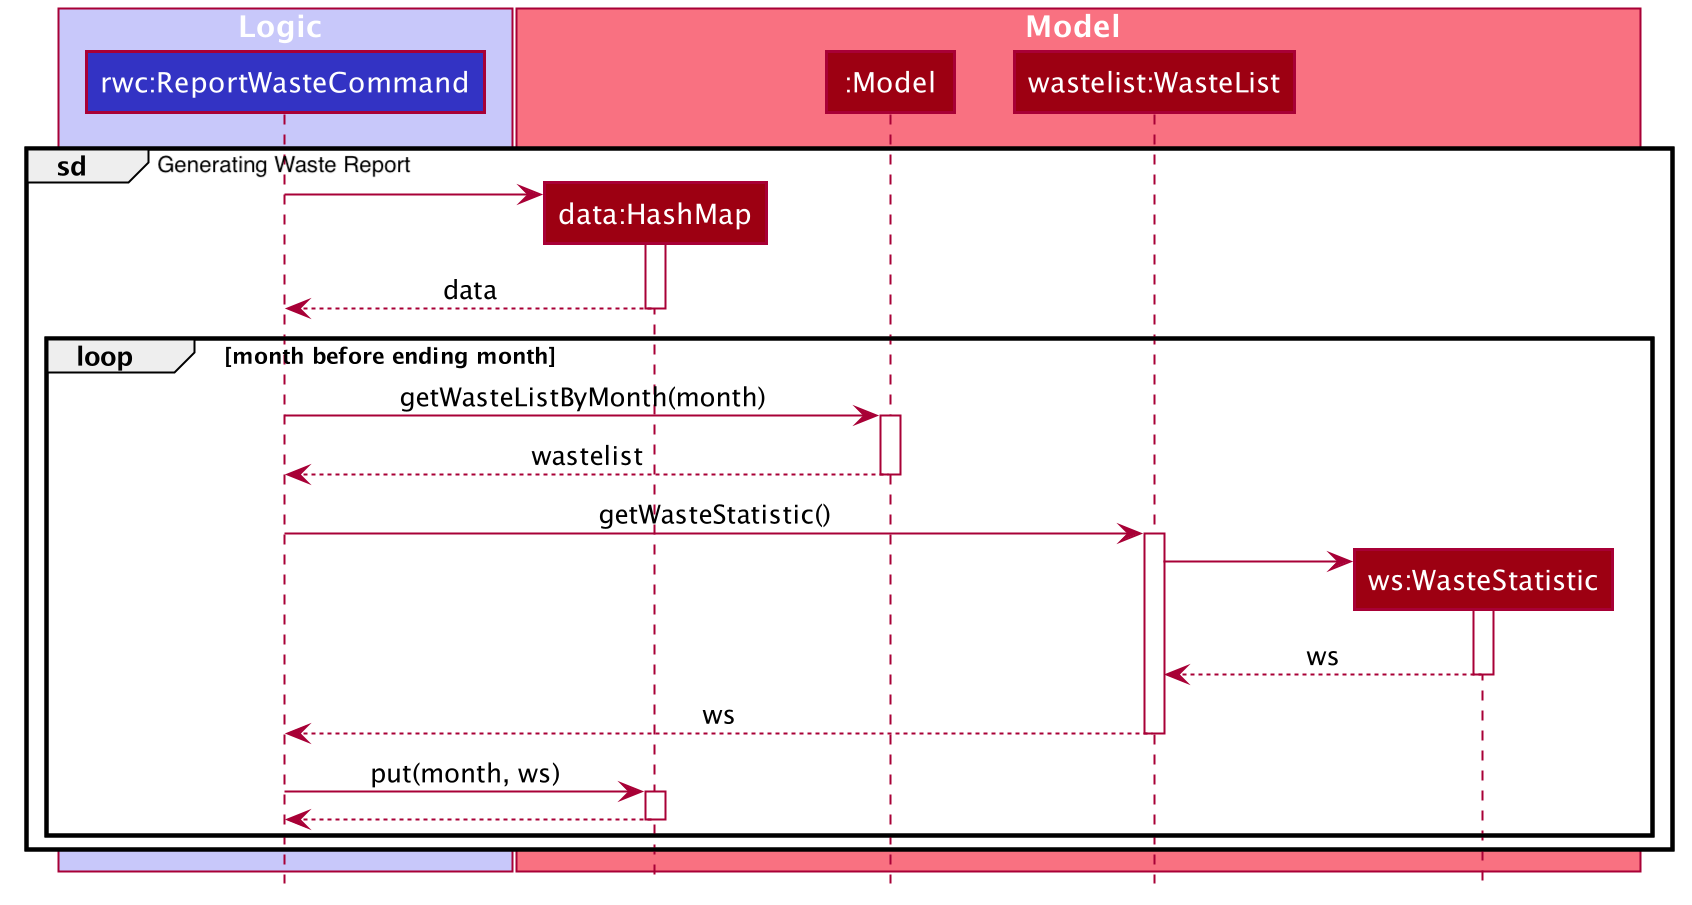 Logic
Model
rwc:ReportWasteCommand
:Model
wastelist:WasteList
sd
Generating Waste Report
data:HashMap
data
loop
[month before ending month]
getWasteListByMonth(month)
wastelist
getWasteStatistic()
ws:WasteStatistic
ws
ws
put(month, ws)